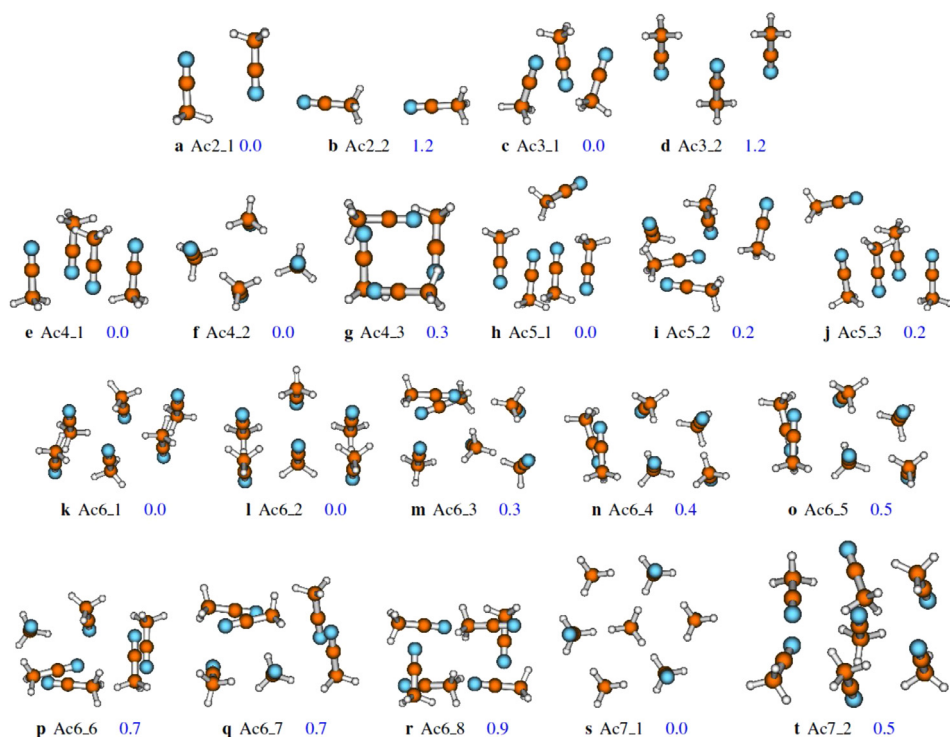 a Ac2_1 0.0 b Ac2_2 1.2 c Ac3_1 0.0 d Ac3_2 1.2
e Ac4_1 0.0 f Ac4_2 0.0 g Ac4_3 0.3 h Ac5_1 0.0 i Ac5_2 0.2 j Ac5_3 0.2
k Ac6_1 0.0 l Ac6_2 0.0 m Ac6_3 0.3 n Ac6_4 0.4 o Ac6_5 0.5
p Ac6_6 0.7 q Ac6_7 0.7 r Ac6_8 0.9 s Ac7_1 0.0 t Ac7_2 0.5